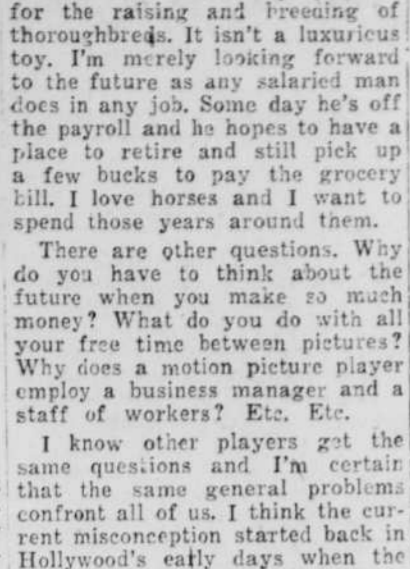 for the raising and breeding of
thoroughbreds. It isn't a luxurious
toy. I'm merely looking forward
to the future as any salaried man
does in any job. Some day he's off
the payroll and he hopes to have a
place to retire and still pick up
a few bucks to pay the grocery
bill. I love horses and I want to
spend those years around them.
There are other questions. Why
do you have to think about the
future when you make so much
money? What do you do with all
your free time between pictures?
Why does a motion picture player
employ a business manager and a
staff of workers? Etc. Etc.
I know other players get the
same questions and I'm certain
that the same general problems
confront all of us. I think the cur-
rent misconception started back in
Hollywood's early days when the